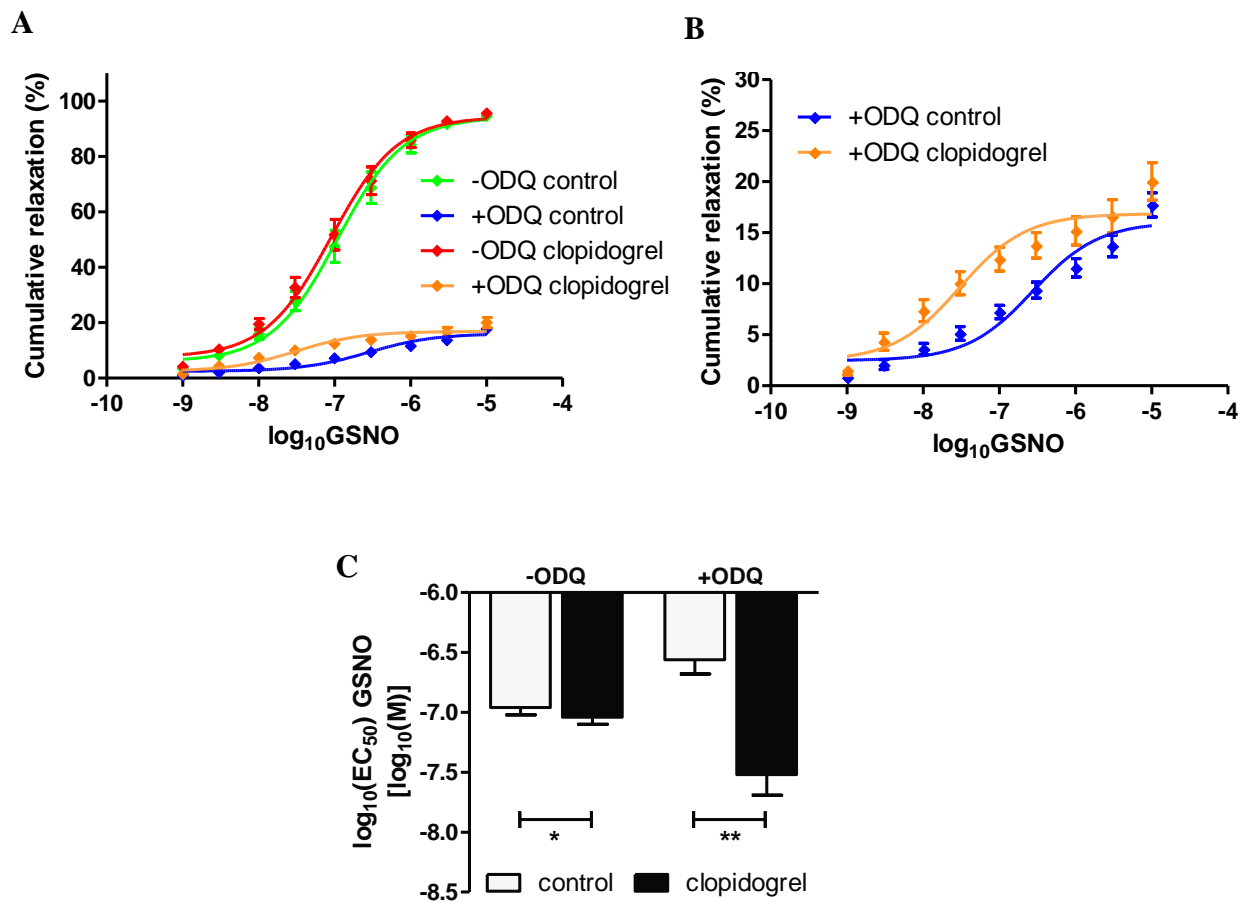 A
Cumulative relaxation (%)
100
80
60
40
20
0
-10
-9
-8
-7
-6
-5
-4
log10GSNO
-ODQ control
+ODQ control
-ODQ clopidogrel
+ODQ clopidogrel
B
Cumulative relaxation (%)
30
25
20
15
10
5
0
-10
-9
-8
-7
-6
-5
-4
log10GSNO
+ODQ control
+ODQ clopidogrel
C
-ODQ
+ODQ
log10(EC50) GSNO
[log10(M)]
-6.0
-6.5
-7.0
-7.5
-8.0
-8.5
*
**
control
clopidogrel